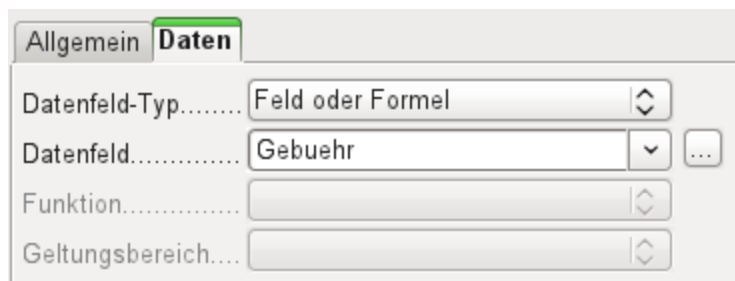 Allgemein Daten
Datenfeld-Typ........ Feld oder Formel
Datenfeld.............. Gebuehr ...
Funktion...............
Geltungsbereich....